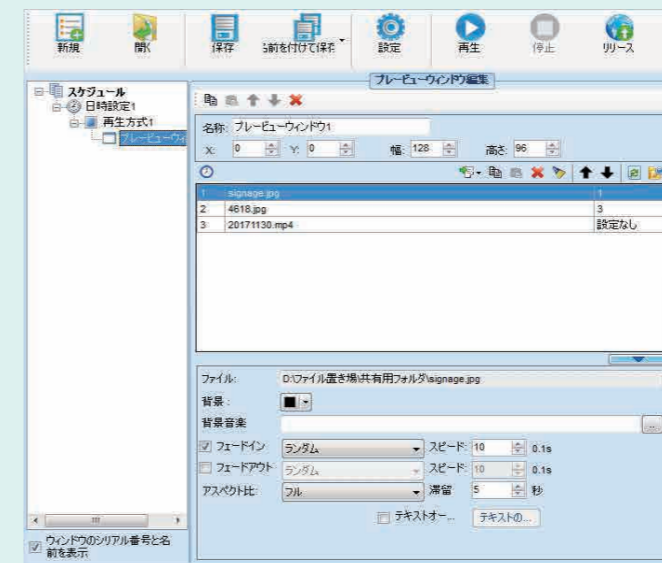 新規 開く 保存 名前を付けて保存 設定 再生 停止 リリース
スケジュール
日時設定1
再生方式1
プレービューウィ
ウィンドウのシリアル番号と名
前を表示
プレービューウィンドウ編集
名称: プレービューウィンドウ1
X: 0 Y: 0 幅: 128 高さ: 96
1 signage.jpg 1
2 4618.jpg 3
3 20171130.mp4 設定なし
ファイル: D:\ファイル置き場\共有用フォルダ\signage.jpg
背景:
背景音楽
...
フェードイン: ランダム スピード: 10 0.1s
フェードアウト: ランダム スピード: 10 0.1s
アスペクト比: フル 滞留 5 秒
テキストオー... テキストの...